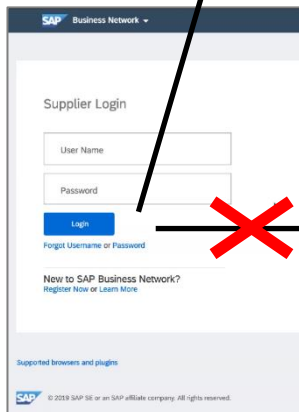 SAP Business Network
Supplier Login
User Name
Password
Login
Forgot Username or Password
New to SAP Business Network?
Register Now or Learn More
Supported browsers and plugins
SAP © 2019 SAP SE or an SAP affiliate company. All rights reserved.